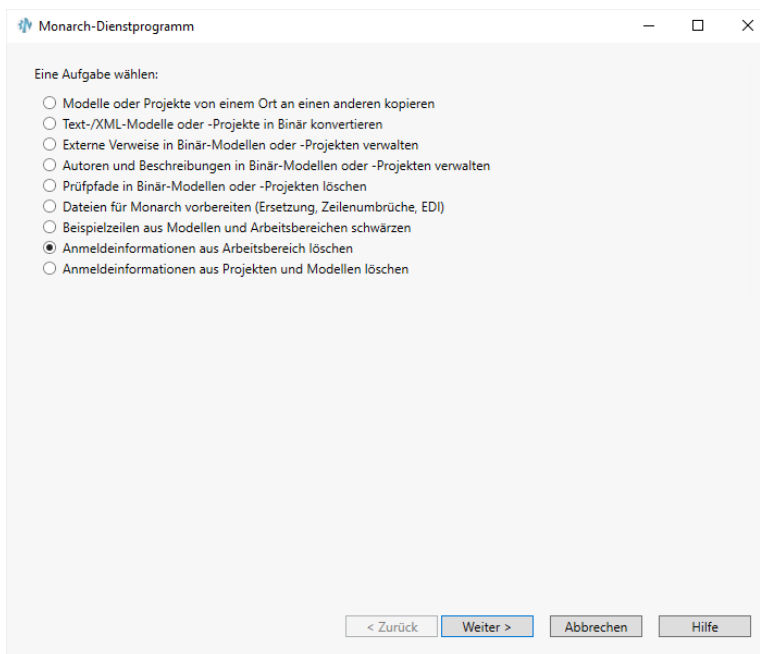 Monarch-Dienstprogramm
Eine Aufgabe wählen:
Modelle oder Projekte von einem Ort an einen anderen kopieren
Text-/XML-Modelle oder -Projekte in Binär konvertieren
Externe Verweise in Binär-Modellen oder -Projekten verwalten
Autoren und Beschreibungen in Binär-Modellen oder -Projekten verwalten
Prüfpfade in Binär-Modellen oder -Projekten löschen
Dateien für Monarch vorbereiten (Ersetzung, Zeilenumbrüche, EDI)
Beispielzeilen aus Modellen und Arbeitsbereichen schwärzen
Anmeldeinformationen aus Arbeitsbereich löschen
Anmeldeinformationen aus Projekten und Modellen löschen
< Zurück Weiter > Abbrechen Hilfe